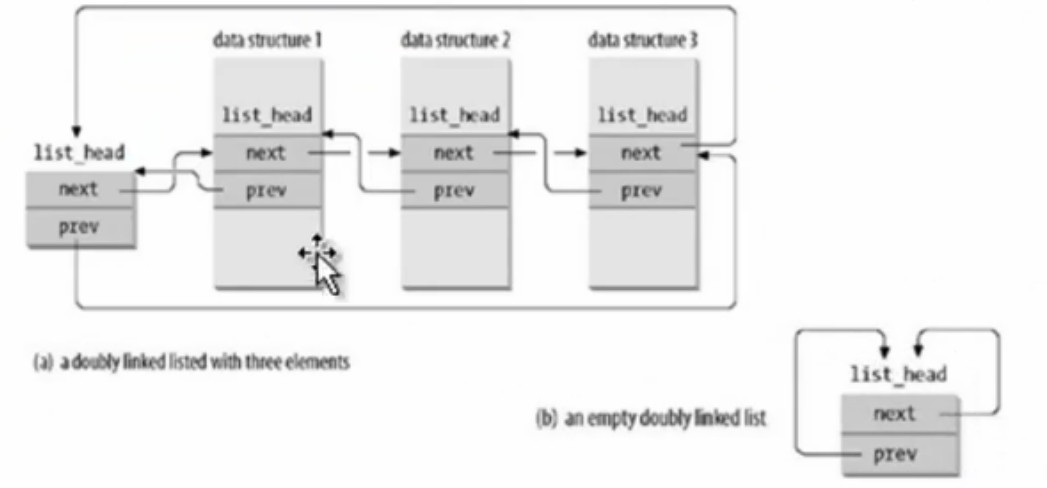 data structure 1
data structure 2
data structure 3
list_head
list_head
list_head
list_head
next
next
next
next
prev
prev
prev
prev
(a) a doubly linked listed with three elements
list_head
next
prev
(b) an empty doubly linked list